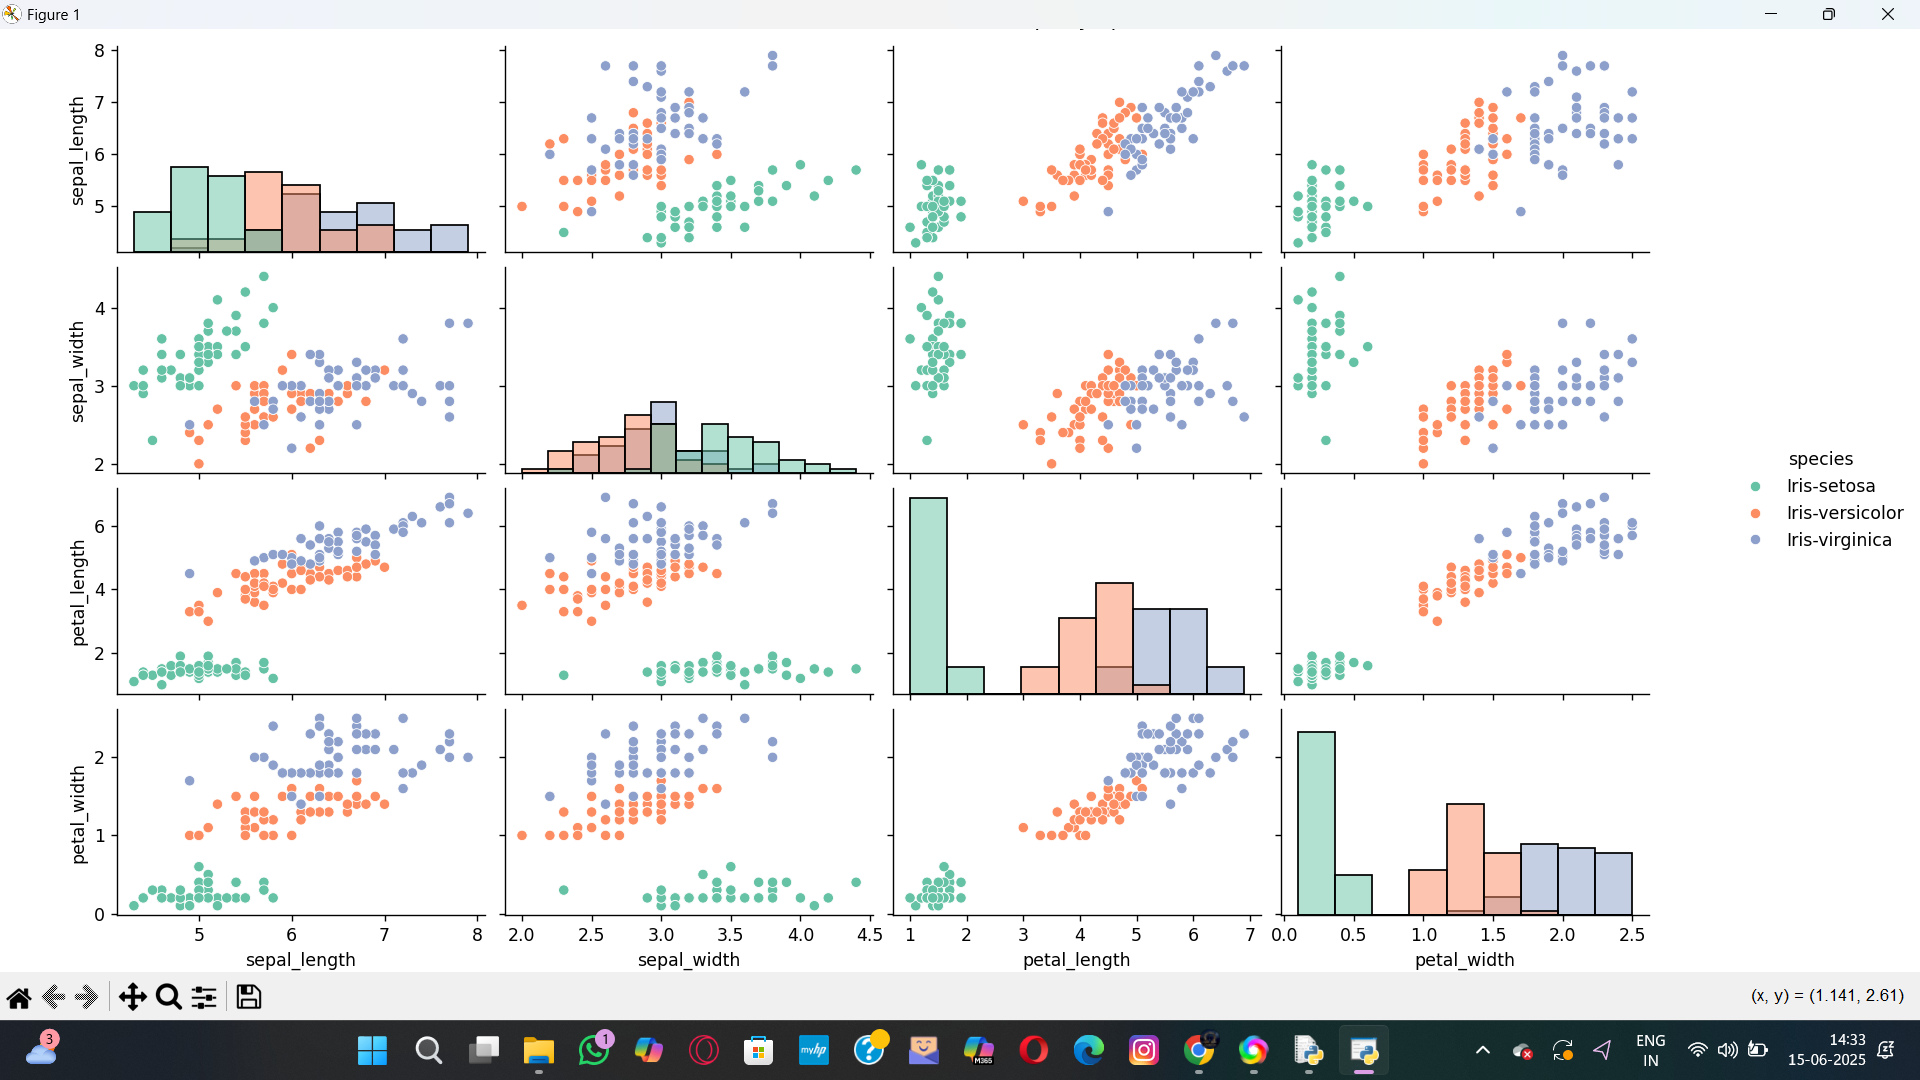 Figure 1
8
7
6
5
sepal_length
4
3
2
sepal_width
6
4
2
petal_length
2
1
0
petal_width
5 6 7 8
2.0 2.5 3.0 3.5 4.0 4.5
1 2 3 4 5 6 7
0.0 0.5 1.0 1.5 2.0 2.5
sepal_length
sepal_width
petal_length
petal_width
species
Iris-setosa
Iris-versicolor
Iris-virginica
(x, y) = (1.141, 2.61)
3
1
myhp
?
M365
ENG
IN
14:33
15-06-2025